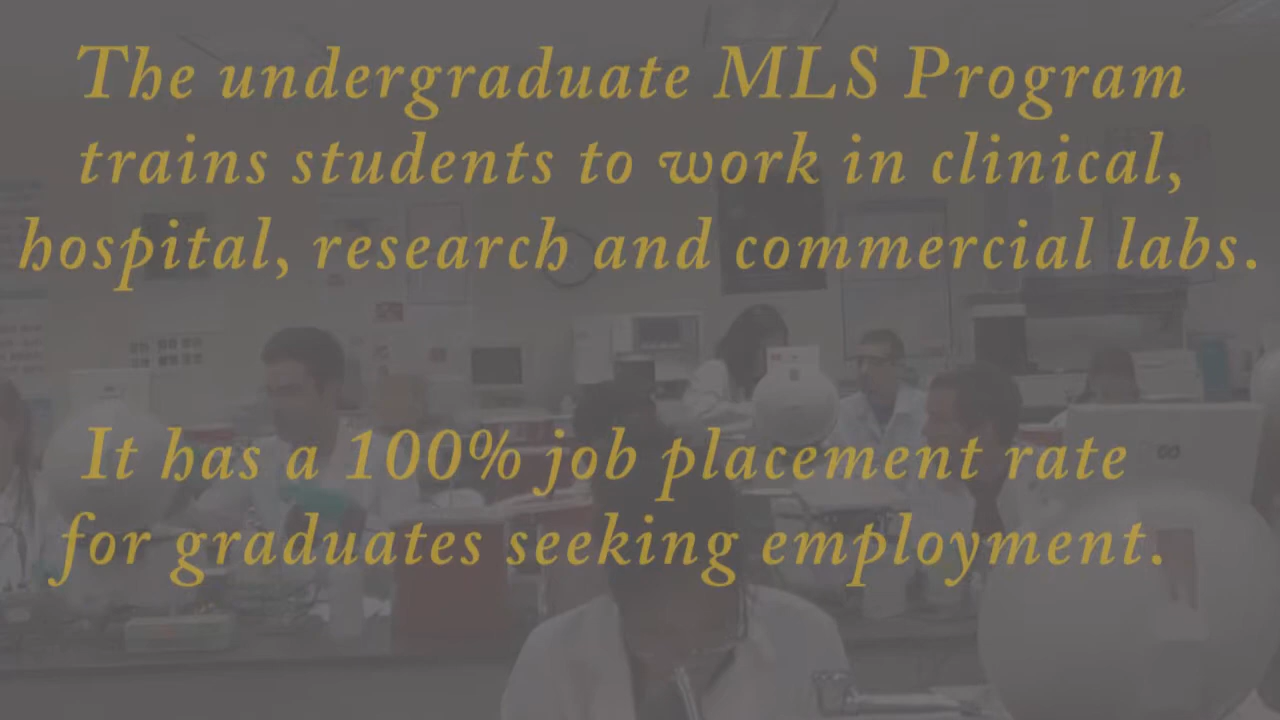 The undergraduate MLS Program
trains students to work in clinical,
hospital, research and commercial labs.
It has a 100% job placement rate
for graduates seeking employment.